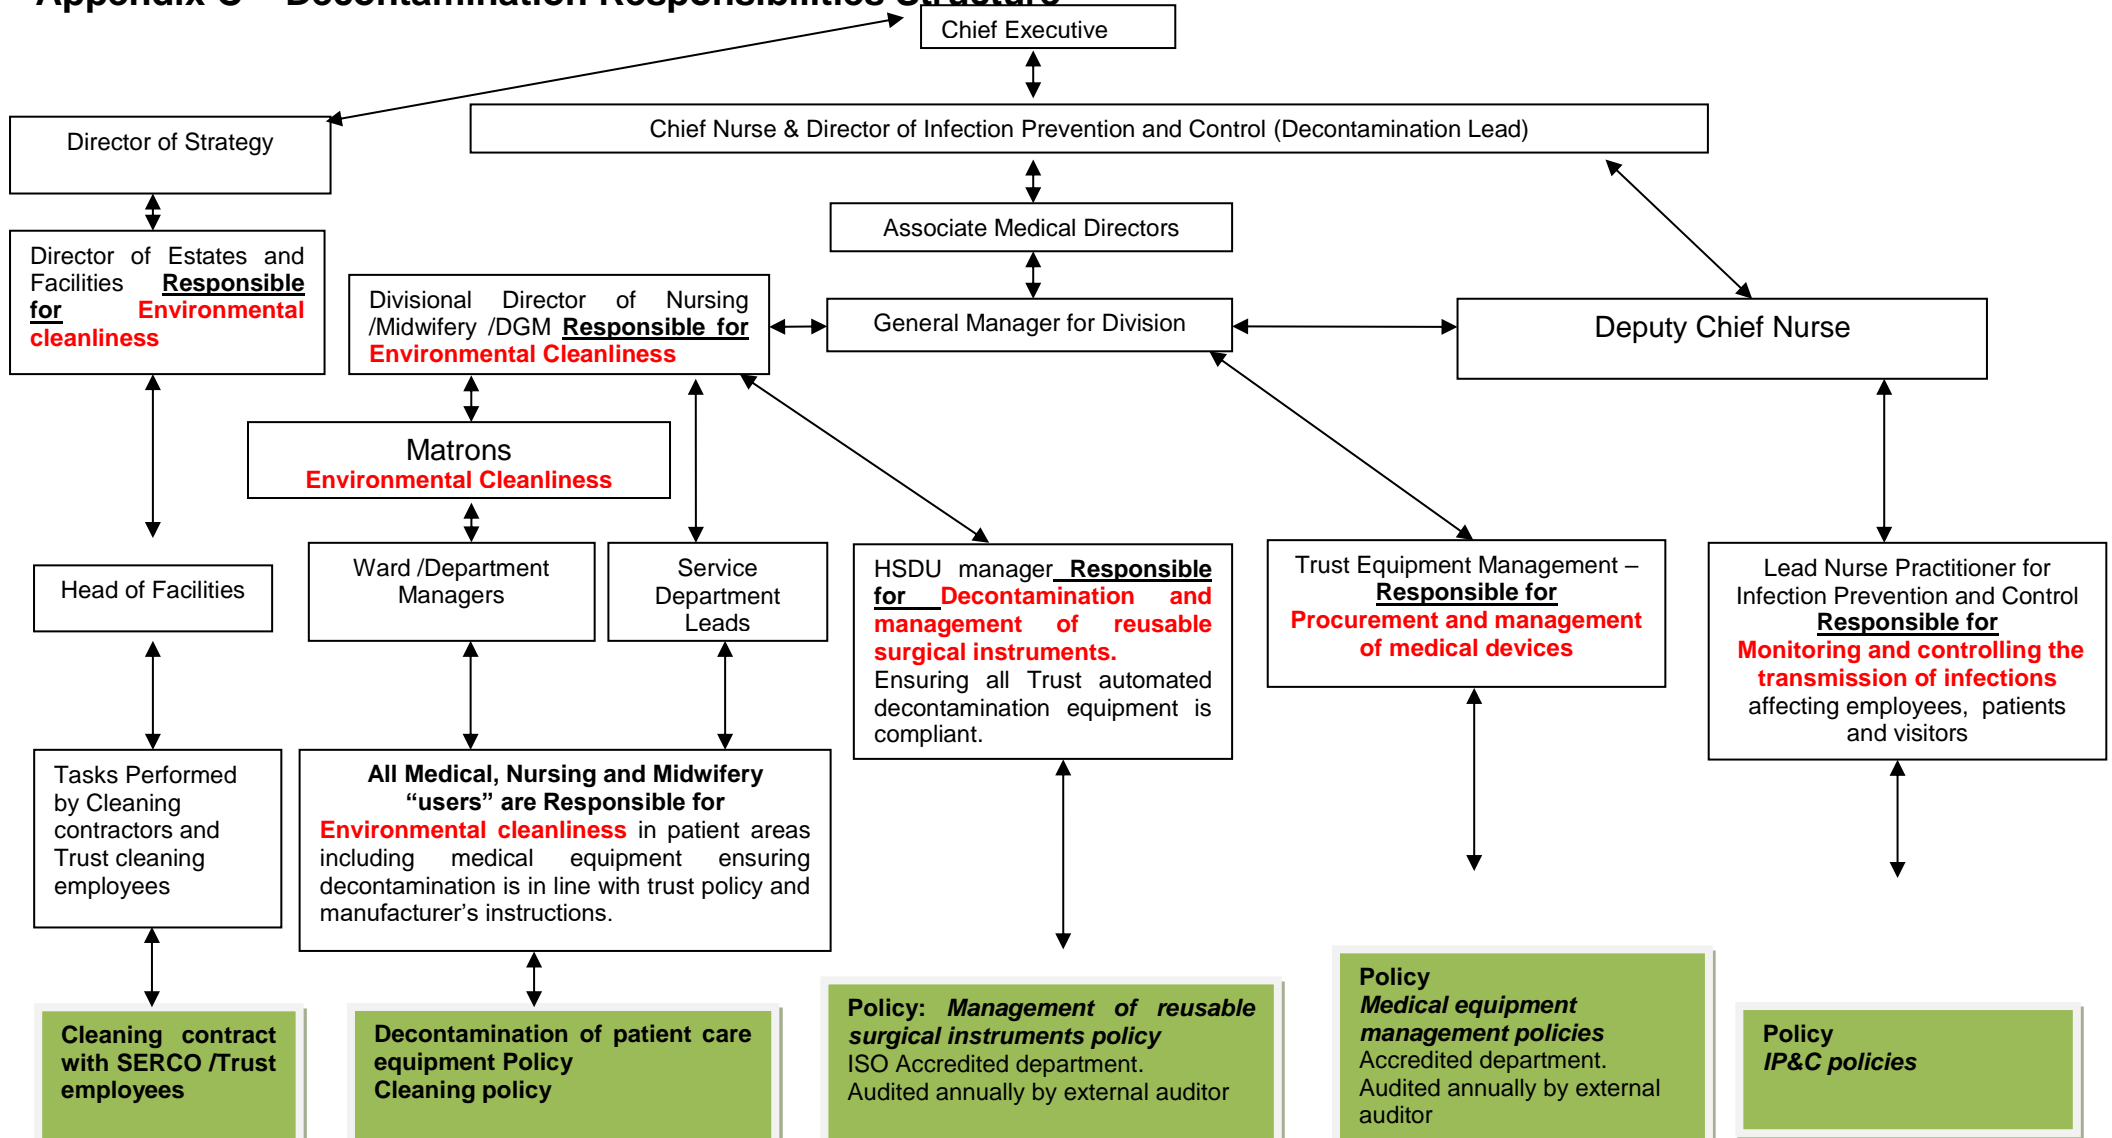 Appendix C – Decontamination Responsibilities Structure
Chief Executive
Director of Strategy
Chief Nurse & Director of Infection Prevention and Control (Decontamination Lead)
Associate Medical Directors
Director of Estates and
Facilities Responsible
for Environmental
cleanliness
Divisional Director of Nursing
/Midwifery /DGM Responsible for
Environmental Cleanliness
General Manager for Division
Deputy Chief Nurse
Matrons
Environmental Cleanliness
Head of Facilities
Ward /Department
Managers
Service
Department
Leads
HSDU manager Responsible
for Decontamination and
management of reusable
surgical instruments.
Ensuring all Trust automated
decontamination equipment is
compliant.
Trust Equipment Management –
Responsible for
Procurement and management
of medical devices
Lead Nurse Practitioner for
Infection Prevention and Control
Responsible for
Monitoring and controlling the
transmission of infections
affecting employees, patients
and visitors
Tasks Performed
by Cleaning
contractors and
Trust cleaning
employees
All Medical, Nursing and Midwifery
“users” are Responsible for
Environmental cleanliness in patient areas
including medical equipment ensuring
decontamination is in line with trust policy and
manufacturer’s instructions.
Cleaning contract
with SERCO /Trust
employees
Decontamination of patient care
equipment Policy
Cleaning policy
Policy: Management of reusable
surgical instruments policy
ISO Accredited department.
Audited annually by external auditor
Policy
Medical equipment
management policies
Accredited department.
Audited annually by external
auditor
Policy
IP&C policies